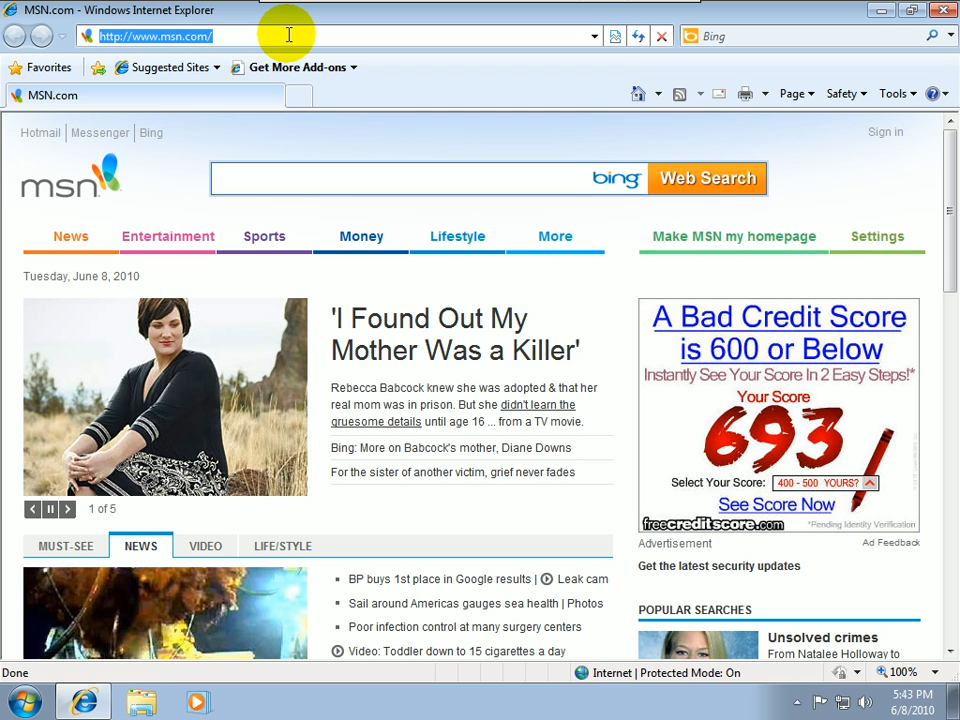 MSN.com - Windows Internet Explorer
http://www.msn.com/
Bing
Favorites
Suggested Sites
Get More Add-ons
MSN.com
Page
Safety
Tools
Hotmail
Messenger
Bing
Sign in
msn
bing
Web Search
News
Entertainment
Sports
Money
Lifestyle
More
Make MSN my homepage
Settings
Tuesday, June 8, 2010
'I Found Out My
Mother Was a Killer'
Rebecca Babcock knew she was adopted & that her
real mom was in prison. But she didn't learn the
gruesome details until age 16 ... from a TV movie.
Bing: More on Babcock's mother, Diane Downs
For the sister of another victim, grief never fades
1 of 5
A Bad Credit Score
is 600 or Below
Instantly See Your Score In 2 Easy Steps!*
Your Score
693
Select Your Score: 400 - 500 YOURS?
See Score Now
freecreditscore.com
*Pending Identity Verification
Advertisement
Ad Feedback
Get the latest security updates
MUST-SEE
NEWS
VIDEO
LIFE/STYLE
BP buys 1st place in Google results | Leak cam
Sail around Americas gauges sea health | Photos
Poor infection control at many surgery centers
Video: Toddler down to 15 cigarettes a day
POPULAR SEARCHES
Unsolved crimes
From Natalee Holloway to
Done
Internet | Protected Mode: On
100%
5:43 PM
6/8/2010